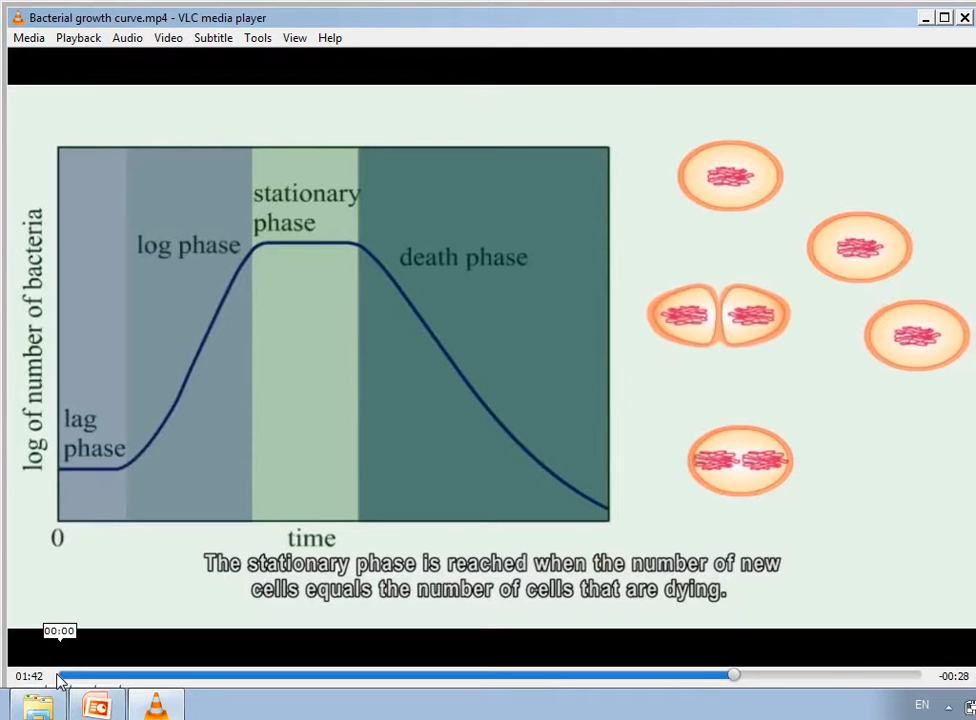 Bacterial growth curve.mp4 - VLC media player
Media Playback Audio Video Subtitle Tools View Help
stationary
phase
log phase
death phase
log of number of bacteria
lag
phase
0
time
The stationary phase is reached when the number of new
cells equals the number of cells that are dying.
00:00
01:42
-00:28
EN